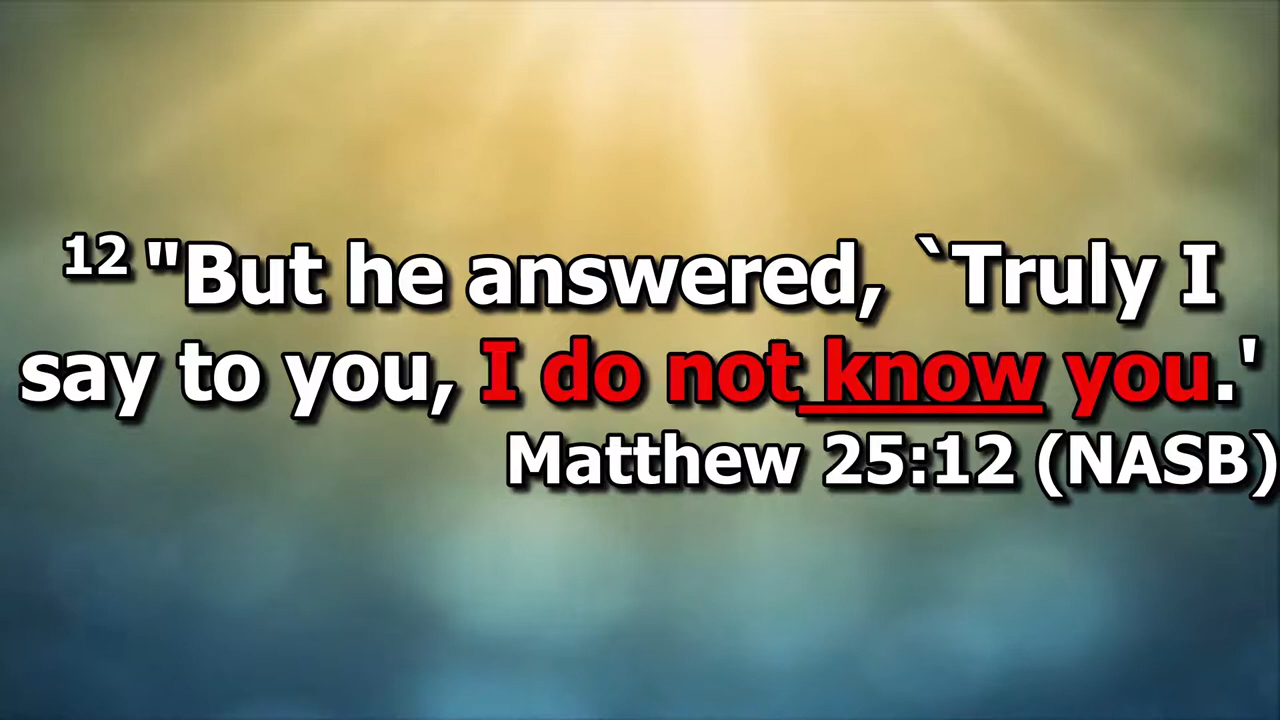 12 "But he answered, `Truly I
say to you, I do not know you.'
Matthew 25:12 (NASB)